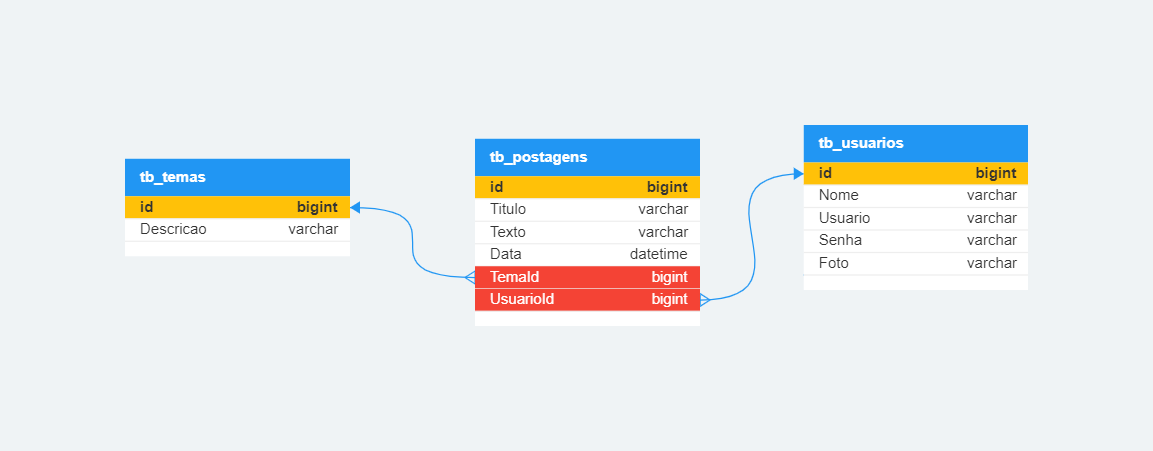 tb_temas
id bigint
Descricao varchar
tb_postagens
id bigint
Titulo varchar
Texto varchar
Data datetime
TemaId bigint
UsuarioId bigint
tb_usuarios
id bigint
Nome varchar
Usuario varchar
Senha varchar
Foto varchar